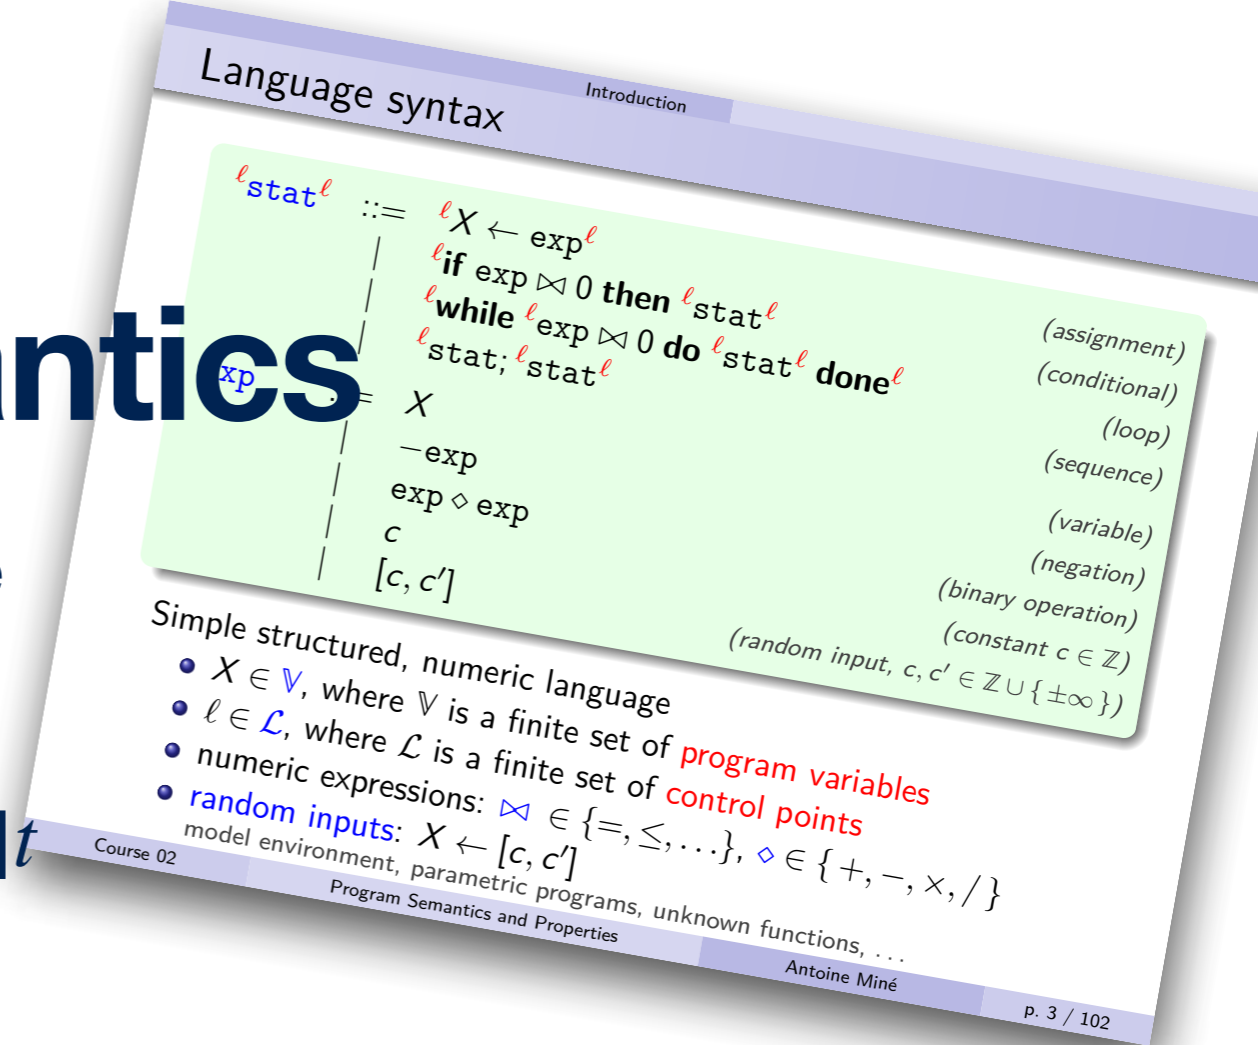 Introduction
Language syntax
ℓstatℓ ::= ℓX ← expℓ (assignment)
| ℓif exp ⋈ 0 then ℓstatℓ (conditional)
| ℓwhile ℓexp ⋈ 0 do ℓstatℓ doneℓ (loop)
| ℓstat; ℓstatℓ (sequence)
X (variable)
| −exp (negation)
| exp ⋄ exp (binary operation)
| c (constant c ∈ ℤ)
| [c, c′] (random input, c, c′ ∈ ℤ ∪ { ±∞ })
Simple structured, numeric language
X ∈ 𝕍, where 𝕍 is a finite set of program variables
ℓ ∈ ℒ, where ℒ is a finite set of control points
numeric expressions: ⋈ ∈ {=, ≤, . . .}, ⋄ ∈ { +, −, ×, / }
random inputs: X ← [c, c′]
model environment, parametric programs, unknown functions, . . .
Course 02
Program Semantics and Properties
Antoine Miné
p. 3 / 102